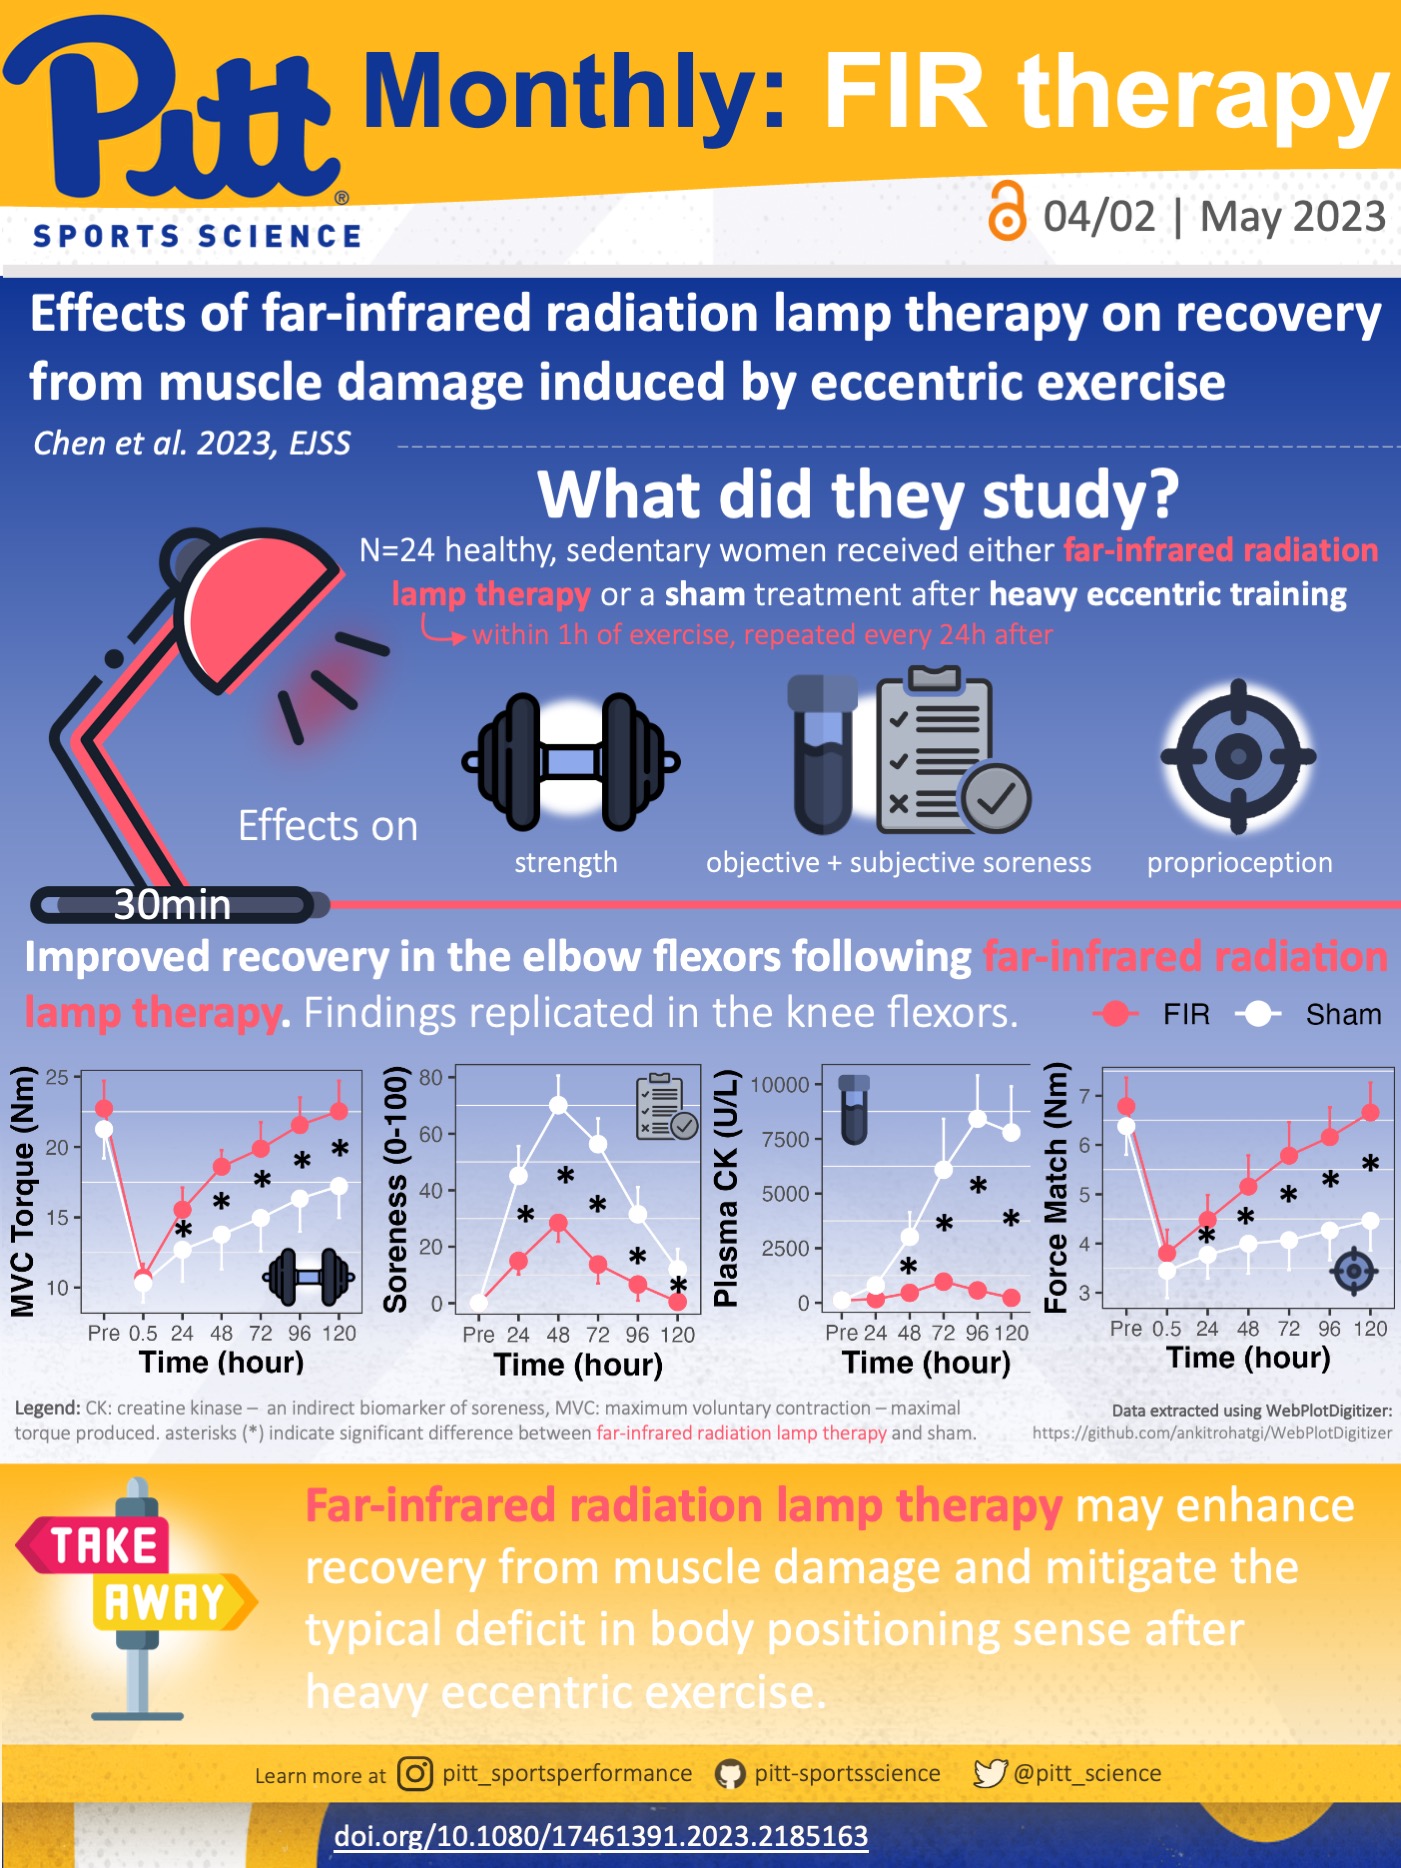 Pitt Monthly: FIR therapy
®
SPORTS SCIENCE
04/02 | May 2023
Effects of far-infrared radiation lamp therapy on recovery
from muscle damage induced by eccentric exercise
Chen et al. 2023, EJSS
What did they study?
N=24 healthy, sedentary women received either far-infrared radiation
lamp therapy or a sham treatment after heavy eccentric training
within 1h of exercise, repeated every 24h after
Effects on
strength
objective + subjective soreness
proprioception
30min
Improved recovery in the elbow flexors following far-infrared radiation
lamp therapy. Findings replicated in the knee flexors.
FIR
Sham
MVC Torque (Nm)
25
20
15
10
Pre 0.5 24 48 72 96 120
Time (hour)
* * * * *
Soreness (0-100)
80
60
40
20
0
Pre 24 48 72 96 120
Time (hour)
* * * * *
Plasma CK (U/L)
10000
7500
5000
2500
0
Pre 24 48 72 96 120
Time (hour)
* * * *
Force Match (Nm)
7
6
5
4
3
Pre 0.5 24 48 72 96 120
Time (hour)
* * * * *
Legend: CK: creatine kinase – an indirect biomarker of soreness, MVC: maximum voluntary contraction – maximal
torque produced. asterisks (*) indicate significant difference between far-infrared radiation lamp therapy and sham.
Data extracted using WebPlotDigitizer:
https://github.com/ankitrohatgi/WebPlotDigitizer
TAKE
AWAY
Far-infrared radiation lamp therapy may enhance
recovery from muscle damage and mitigate the
typical deficit in body positioning sense after
heavy eccentric exercise.
Learn more at pitt_sportsperformance pitt-sportsscience @pitt_science
doi.org/10.1080/17461391.2023.2185163